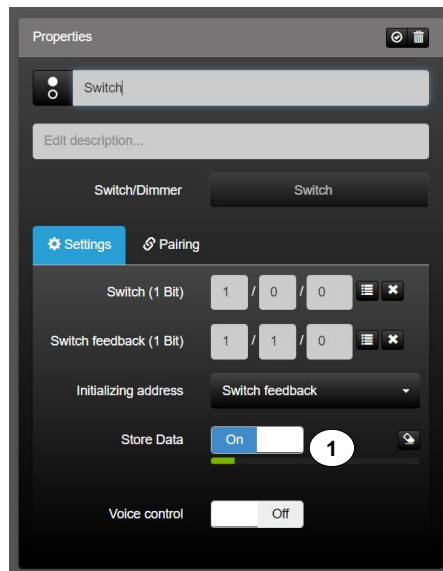 Properties
Switch
Edit description...
Switch/Dimmer Switch
Settings Pairing
Switch (1 Bit) 1 / 0 / 0
Switch feedback (1 Bit) 1 / 1 / 0
Initializing address Switch feedback
Store Data On 1
Voice control Off